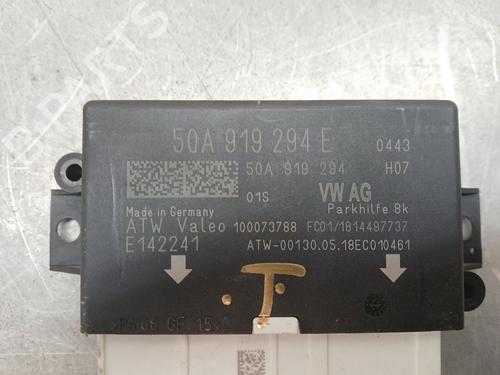 5QA 919 294 E 0443
5QA 919 294 H07
01S VW AG
Made in Germany Parkhilfe 8k
ATW Valeo 100073788 FC01/1814497737
E142241 ATW-00130.05.18EC010461
T